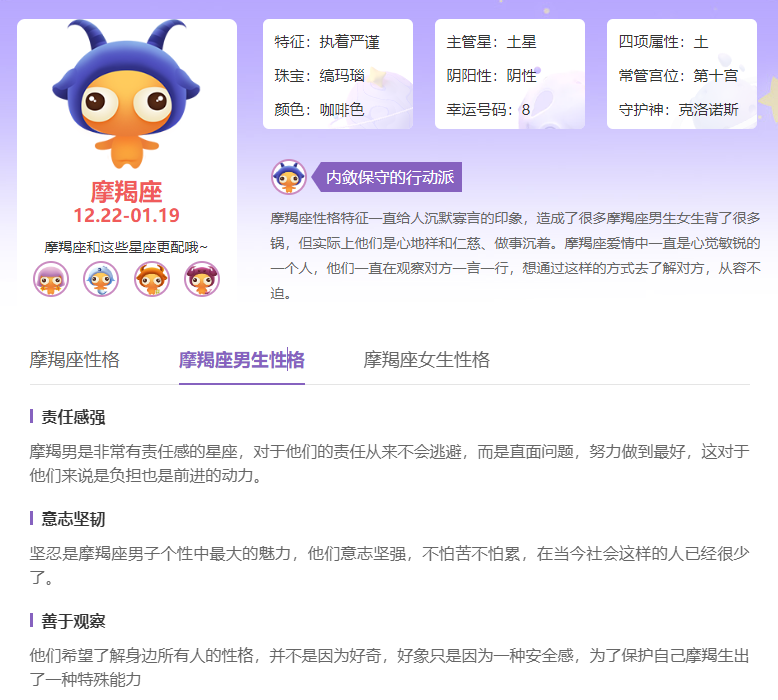 摩羯座
12.22-01.19
摩羯座和这些星座更配哦~
特征：执着严谨
珠宝：缟玛瑙
颜色：咖啡色
主管星：土星
阴阳性：阴性
幸运号码：8
四项属性：土
常管宫位：第十宫
守护神：克洛诺斯
内敛保守的行动派
摩羯座性格特征一直给人沉默寡言的印象，造成了很多摩羯座男生女生背了很多
锅，但实际上他们是心地祥和仁慈、做事沉着。摩羯座爱情中一直是心觉敏锐的
一个人，他们一直在观察对方一言一行，想通过这样的方式去了解对方，从容不
迫。
摩羯座性格 摩羯座男生性格 摩羯座女生性格
责任感强
摩羯男是非常有责任感的星座，对于他们的责任从来不会逃避，而是直面问题，努力做到最好，这对于
他们来说是负担也是前进的动力。
意志坚韧
坚忍是摩羯座男子个性中最大的魅力，他们意志坚强，不怕苦不怕累，在当今社会这样的人已经很少
了。
善于观察
他们希望了解身边所有人的性格，并不是因为好奇，好象只是因为一种安全感，为了保护自己摩羯生出
了一种特殊能力